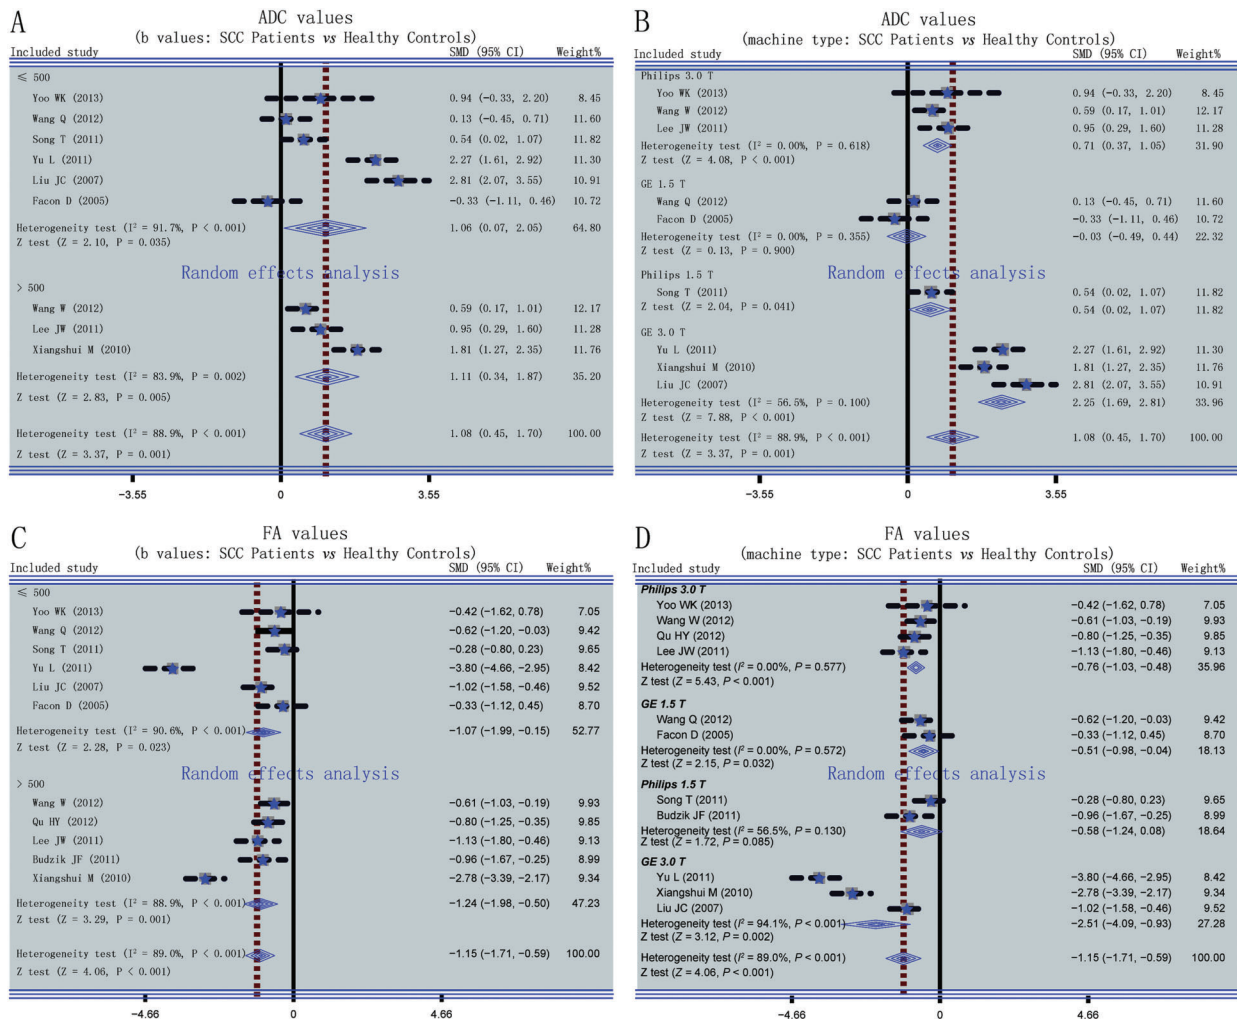 A
ADC values
(b values: SCC Patients vs Healthy Controls)
Included study SMD (95% CI) Weight%
≤ 500
Yoo WK (2013) 0.94 (−0.33, 2.20) 8.45
Wang Q (2012) 0.13 (−0.45, 0.71) 11.60
Song T (2011) 0.54 (0.02, 1.07) 11.82
Yu L (2011) 2.27 (1.61, 2.92) 11.30
Liu JC (2007) 2.81 (2.07, 3.55) 10.91
Facon D (2005) −0.33 (−1.11, 0.46) 10.72
Heterogeneity test (I² = 91.7%, P < 0.001) 1.06 (0.07, 2.05) 64.80
Z test (Z = 2.10, P = 0.035)
Random effects analysis
> 500
Wang W (2012) 0.59 (0.17, 1.01) 12.17
Lee JW (2011) 0.95 (0.29, 1.60) 11.28
Xiangshui M (2010) 1.81 (1.27, 2.35) 11.76
Heterogeneity test (I² = 83.9%, P = 0.002) 1.11 (0.34, 1.87) 35.20
Z test (Z = 2.83, P = 0.005)
Heterogeneity test (I² = 88.9%, P < 0.001) 1.08 (0.45, 1.70) 100.00
Z test (Z = 3.37, P = 0.001)
−3.55 0 3.55
B
ADC values
(machine type: SCC Patients vs Healthy Controls)
Included study SMD (95% CI) Weight%
Philips 3.0 T
Yoo WK (2013) 0.94 (−0.33, 2.20) 8.45
Wang W (2012) 0.59 (0.17, 1.01) 12.17
Lee JW (2011) 0.95 (0.29, 1.60) 11.28
Heterogeneity test (I² = 0.00%, P = 0.618) 0.71 (0.37, 1.05) 31.90
Z test (Z = 4.08, P < 0.001)
GE 1.5 T
Wang Q (2012) 0.13 (−0.45, 0.71) 11.60
Facon D (2005) −0.33 (−1.11, 0.46) 10.72
Heterogeneity test (I² = 0.00%, P = 0.355) −0.03 (−0.49, 0.44) 22.32
Z test (Z = 0.13, P = 0.900)
Random effects analysis
Philips 1.5 T
Song T (2011) 0.54 (0.02, 1.07) 11.82
Z test (Z = 2.04, P = 0.041) 0.54 (0.02, 1.07) 11.82
GE 3.0 T
Yu L (2011) 2.27 (1.61, 2.92) 11.30
Xiangshui M (2010) 1.81 (1.27, 2.35) 11.76
Liu JC (2007) 2.81 (2.07, 3.55) 10.91
Heterogeneity test (I² = 56.5%, P = 0.100) 2.25 (1.69, 2.81) 33.96
Z test (Z = 7.88, P < 0.001)
Heterogeneity test (I² = 88.9%, P < 0.001) 1.08 (0.45, 1.70) 100.00
Z test (Z = 3.37, P = 0.001)
−3.55 0 3.55
C
FA values
(b values: SCC Patients vs Healthy Controls)
Included study SMD (95% CI) Weight%
≤ 500
Yoo WK (2013) −0.42 (−1.62, 0.78) 7.05
Wang Q (2012) −0.62 (−1.20, −0.03) 9.42
Song T (2011) −0.28 (−0.80, 0.23) 9.65
Yu L (2011) −3.80 (−4.66, −2.95) 8.42
Liu JC (2007) −1.02 (−1.58, −0.46) 9.52
Facon D (2005) −0.33 (−1.12, 0.45) 8.70
Heterogeneity test (I² = 90.6%, P < 0.001) −1.07 (−1.99, −0.15) 52.77
Z test (Z = 2.28, P = 0.023)
Random effects analysis
> 500
Wang W (2012) −0.61 (−1.03, −0.19) 9.93
Qu HY (2012) −0.80 (−1.25, −0.35) 9.85
Lee JW (2011) −1.13 (−1.80, −0.46) 9.13
Budzik JF (2011) −0.96 (−1.67, −0.25) 8.99
Xiangshui M (2010) −2.78 (−3.39, −2.17) 9.34
Heterogeneity test (I² = 88.9%, P < 0.001) −1.24 (−1.98, −0.50) 47.23
Z test (Z = 3.29, P = 0.001)
Heterogeneity test (I² = 89.0%, P < 0.001) −1.15 (−1.71, −0.59) 100.00
Z test (Z = 4.06, P < 0.001)
−4.66 0 4.66
D
FA values
(machine type: SCC Patients vs Healthy Controls)
Included study SMD (95% CI) Weight%
Philips 3.0 T
Yoo WK (2013) −0.42 (−1.62, 0.78) 7.05
Wang W (2012) −0.61 (−1.03, −0.19) 9.93
Qu HY (2012) −0.80 (−1.25, −0.35) 9.85
Lee JW (2011) −1.13 (−1.80, −0.46) 9.13
Heterogeneity test (I² = 0.00%, P = 0.577) −0.76 (−1.03, −0.48) 35.96
Z test (Z = 5.43, P < 0.001)
GE 1.5 T
Wang Q (2012) −0.62 (−1.20, −0.03) 9.42
Facon D (2005) −0.33 (−1.12, 0.45) 8.70
Heterogeneity test (I² = 0.00%, P = 0.572) −0.51 (−0.98, −0.04) 18.13
Z test (Z = 2.15, P = 0.032)
Random effects analysis
Philips 1.5 T
Song T (2011) −0.28 (−0.80, 0.23) 9.65
Budzik JF (2011) −0.96 (−1.67, −0.25) 8.99
Heterogeneity test (I² = 56.5%, P = 0.130) −0.58 (−1.24, 0.08) 18.64
Z test (Z = 1.72, P = 0.085)
GE 3.0 T
Yu L (2011) −3.80 (−4.66, −2.95) 8.42
Xiangshui M (2010) −2.78 (−3.39, −2.17) 9.34
Liu JC (2007) −1.02 (−1.58, −0.46) 9.52
Heterogeneity test (I² = 94.1%, P < 0.001) −2.51 (−4.09, −0.93) 27.28
Z test (Z = 3.12, P = 0.002)
Heterogeneity test (I² = 89.0%, P < 0.001) −1.15 (−1.71, −0.59) 100.00
Z test (Z = 4.06, P < 0.001)
−4.66 0 4.66